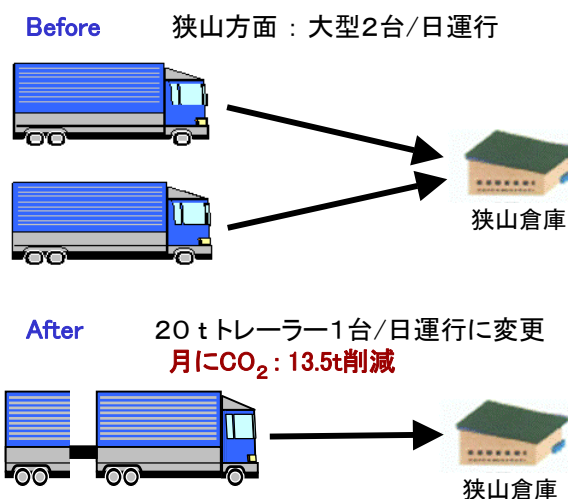 Before 狭山方面：大型2台/日運行
狭山倉庫
After 20ｔトレーラー1台/日運行に変更
月にCO₂：13.5t削減
狭山倉庫